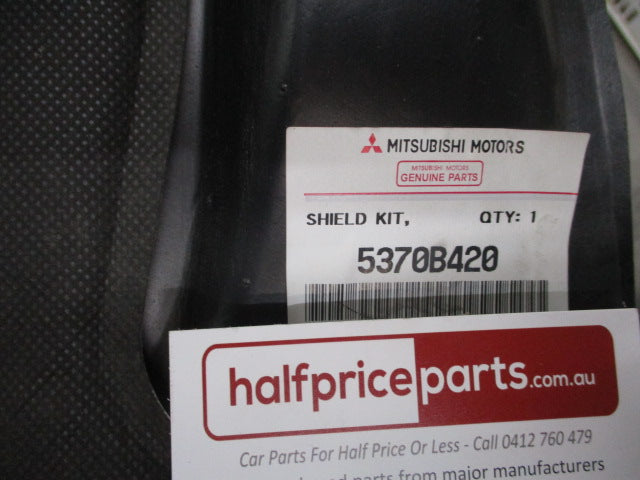 MITSUBISHI MOTORS
MITSUBISHI MOTORS
GENUINE PARTS
SHIELD KIT, QTY: 1
5370B420
halfpriceparts.com.au
Car Parts For Half Price Or Less - Call 0412 760 479
parts from major manufacturers